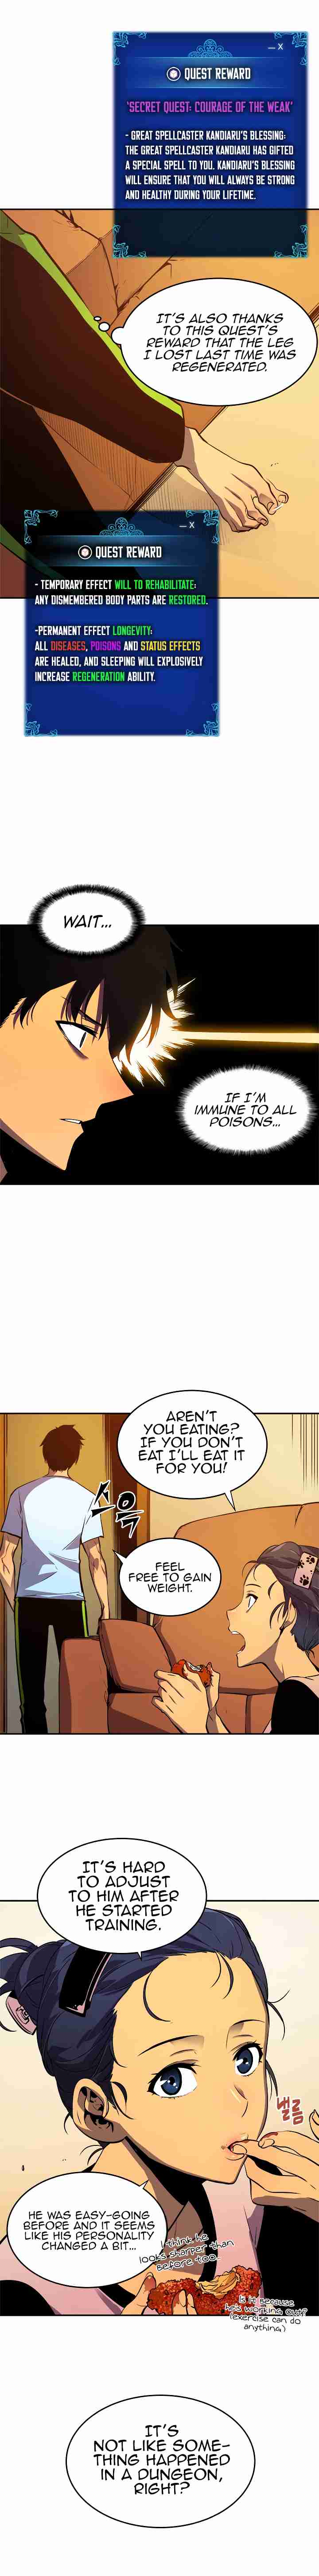 — X
QUEST REWARD
'SECRET QUEST: COURAGE OF THE WEAK'
- GREAT SPELLCASTER KANDIARU'S BLESSING:
THE GREAT SPELLCASTER KANDIARU HAS GIFTED
A SPECIAL SPELL TO YOU. KANDIARU'S BLESSING
WILL ENSURE THAT YOU WILL ALWAYS BE STRONG
AND HEALTHY DURING YOUR LIFETIME.
IT'S ALSO THANKS
TO THIS QUEST'S
REWARD THAT THE LEG
I LOST LAST TIME WAS
REGENERATED.
— X
QUEST REWARD
- TEMPORARY EFFECT WILL TO REHABILITATE:
ANY DISMEMBERED BODY PARTS ARE RESTORED.
-PERMANENT EFFECT LONGEVITY:
ALL DISEASES, POISONS AND STATUS EFFECTS
ARE HEALED, AND SLEEPING WILL EXPLOSIVELY
INCREASE REGENERATION ABILITY.
WAIT...
IF I'M
IMMUNE TO ALL
POISONS...
AREN'T
YOU EATING?
IF YOU DON'T
EAT I'LL EAT IT
FOR YOU!
스윽
FEEL
FREE TO GAIN
WEIGHT.
IT'S HARD
TO ADJUST
TO HIM AFTER
HE STARTED
TRAINING.
낼름
HE WAS EASY-GOING
BEFORE AND IT SEEMS
LIKE HIS PERSONALITY
CHANGED A BIT...
I think he
looks sharper than
before too...
Is it because
he's working out?
(exercise can do
anything)
IT'S
NOT LIKE SOME-
THING HAPPENED
IN A DUNGEON,
RIGHT?